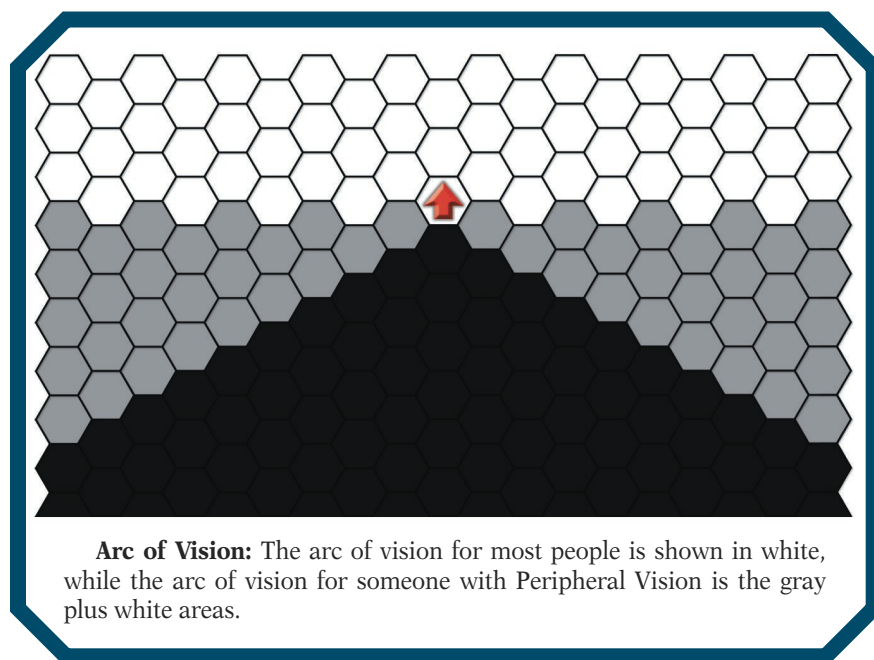 Arc of Vision: The arc of vision for most people is shown in white,
while the arc of vision for someone with Peripheral Vision is the gray
plus white areas.